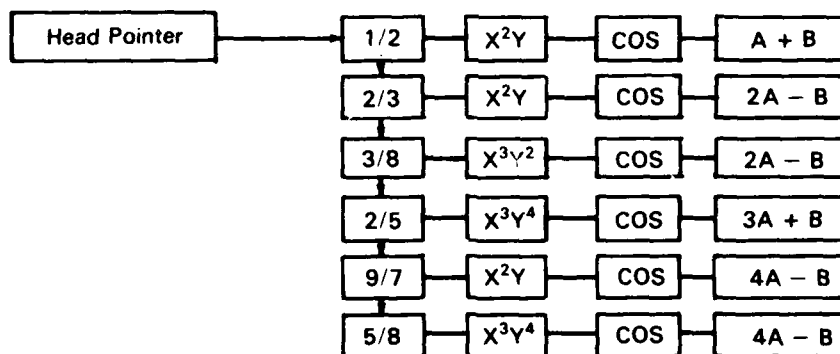 Head Pointer 1/2 X²Y COS A + B
2/3 X²Y COS 2A − B
3/8 X³Y² COS 2A − B
2/5 X³Y⁴ COS 3A + B
9/7 X²Y COS 4A − B
5/8 X³Y⁴ COS 4A − B